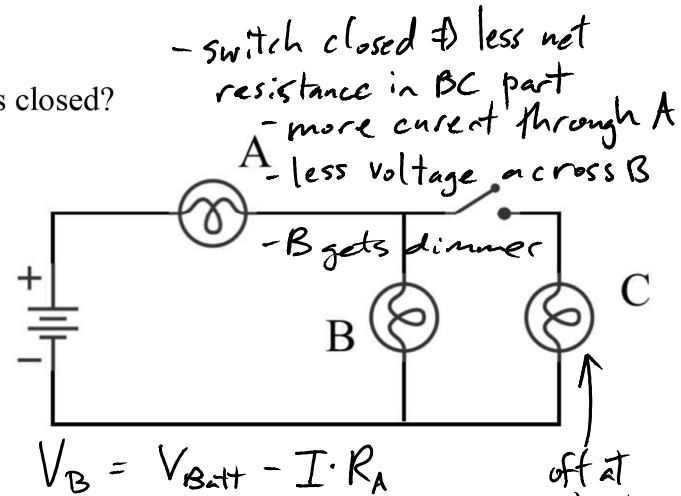 - switch closed ⇒ less net
resistance in BC part
s closed?
- more curent through A
A
- less voltage across B
- B gets dimmer
+
C
B
−
V_B = V_Batt - I · R_A
off at